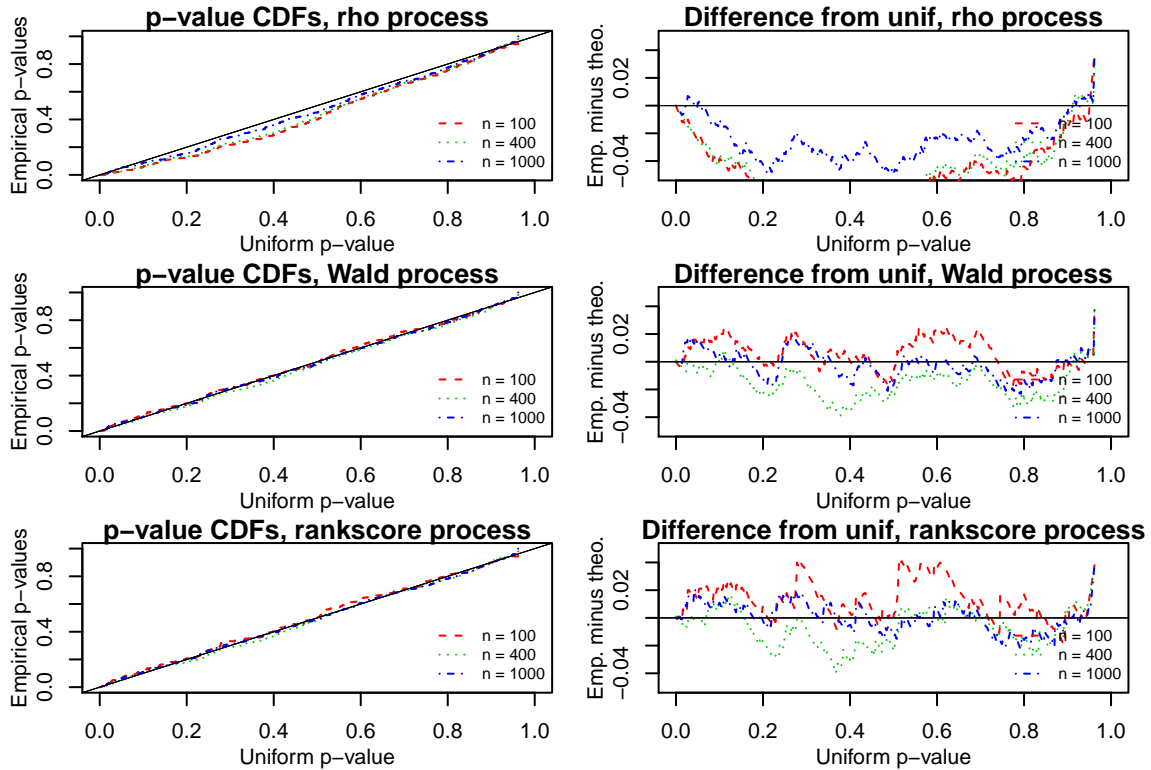 p−value CDFs, rho process
Empirical p−values
0.0 0.4 0.8
n = 100
n = 400
n = 1000
0.0 0.2 0.4 0.6 0.8 1.0
Uniform p−value
Difference from unif, rho process
Emp. minus theo.
−0.04 0.02
n = 100
n = 400
n = 1000
0.0 0.2 0.4 0.6 0.8 1.0
Uniform p−value
p−value CDFs, Wald process
Empirical p−values
0.0 0.4 0.8
n = 100
n = 400
n = 1000
0.0 0.2 0.4 0.6 0.8 1.0
Uniform p−value
Difference from unif, Wald process
Emp. minus theo.
−0.04 0.02
n = 100
n = 400
n = 1000
0.0 0.2 0.4 0.6 0.8 1.0
Uniform p−value
p−value CDFs, rankscore process
Empirical p−values
0.0 0.4 0.8
n = 100
n = 400
n = 1000
0.0 0.2 0.4 0.6 0.8 1.0
Uniform p−value
Difference from unif, rankscore process
Emp. minus theo.
−0.04 0.02
n = 100
n = 400
n = 1000
0.0 0.2 0.4 0.6 0.8 1.0
Uniform p−value